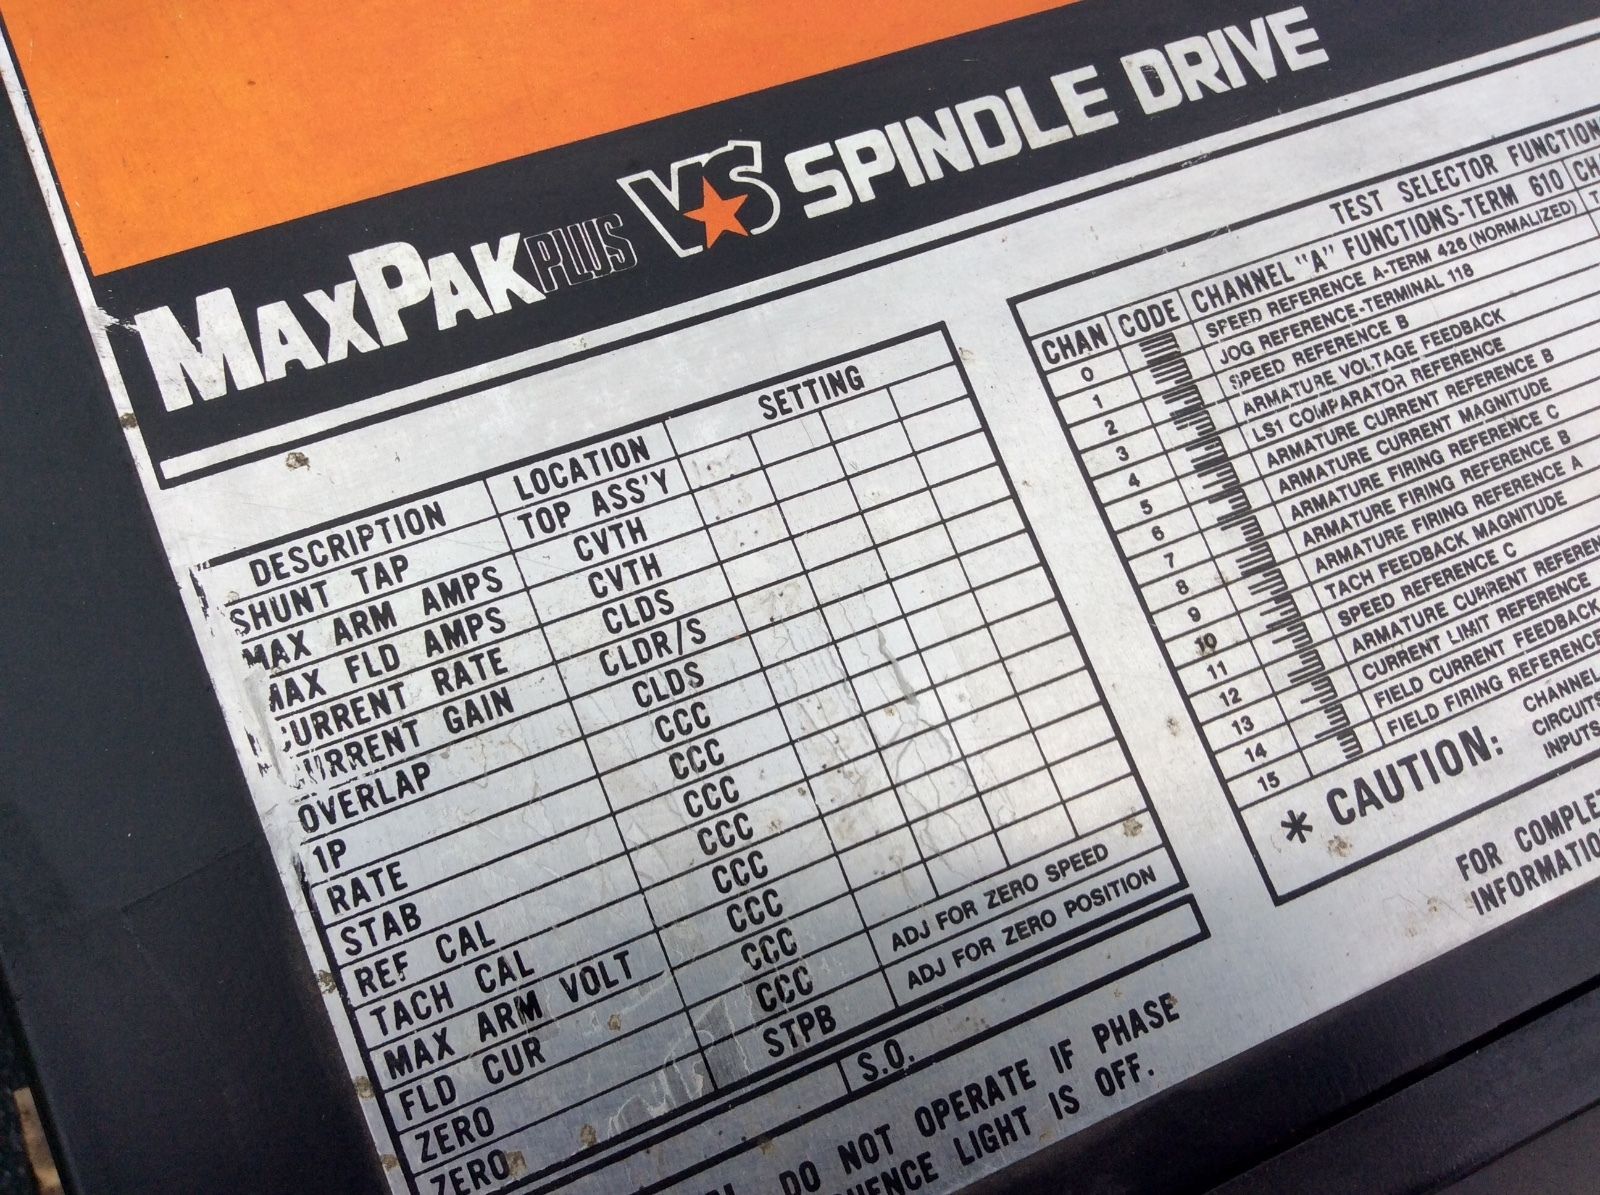 MAXPAK PLUS VS SPINDLE DRIVE
DESCRIPTION LOCATION SETTING
SHUNT TAP TOP ASS'Y
MAX ARM AMPS CVTH
MAX FLD AMPS CVTH
CURRENT RATE CLDS
CURRENT GAIN CLDR/S
OVERLAP CLDS
1P CCC
RATE CCC
STAB CCC
REF CAL CCC
TACH CAL CCC
MAX ARM VOLT CCC
FLD CUR CCC
ZERO CCC ADJ FOR ZERO SPEED
ZERO STPB ADJ FOR ZERO POSITION
S.O.
DO NOT OPERATE IF PHASE
LIGHT IS OFF.
TEST SELECTOR
CHAN CODE CHANNEL "A" FUNCTIONS-TERM 610
0 SPEED REFERENCE A-TERM 426 (NORMALIZED)
1 JOG REFERENCE-TERMINAL 118
2 SPEED REFERENCE B
3 ARMATURE VOLTAGE FEEDBACK
4 LS1 COMPARATOR REFERENCE
5 ARMATURE CURRENT REFERENCE B
6 ARMATURE CURRENT MAGNITUDE
7 ARMATURE FIRING REFERENCE C
8 ARMATURE FIRING REFERENCE B
9 ARMATURE FIRING REFERENCE A
10 TACH FEEDBACK MAGNITUDE
11 SPEED REFERENCE C
12 ARMATURE CURRENT
13 CURRENT LIMIT REFERENCE
14 FIELD CURRENT FEEDBACK
15 FIELD FIRING REFERENCE
* CAUTION: CHANNEL
CIRCUITS
INPUTS
FOR